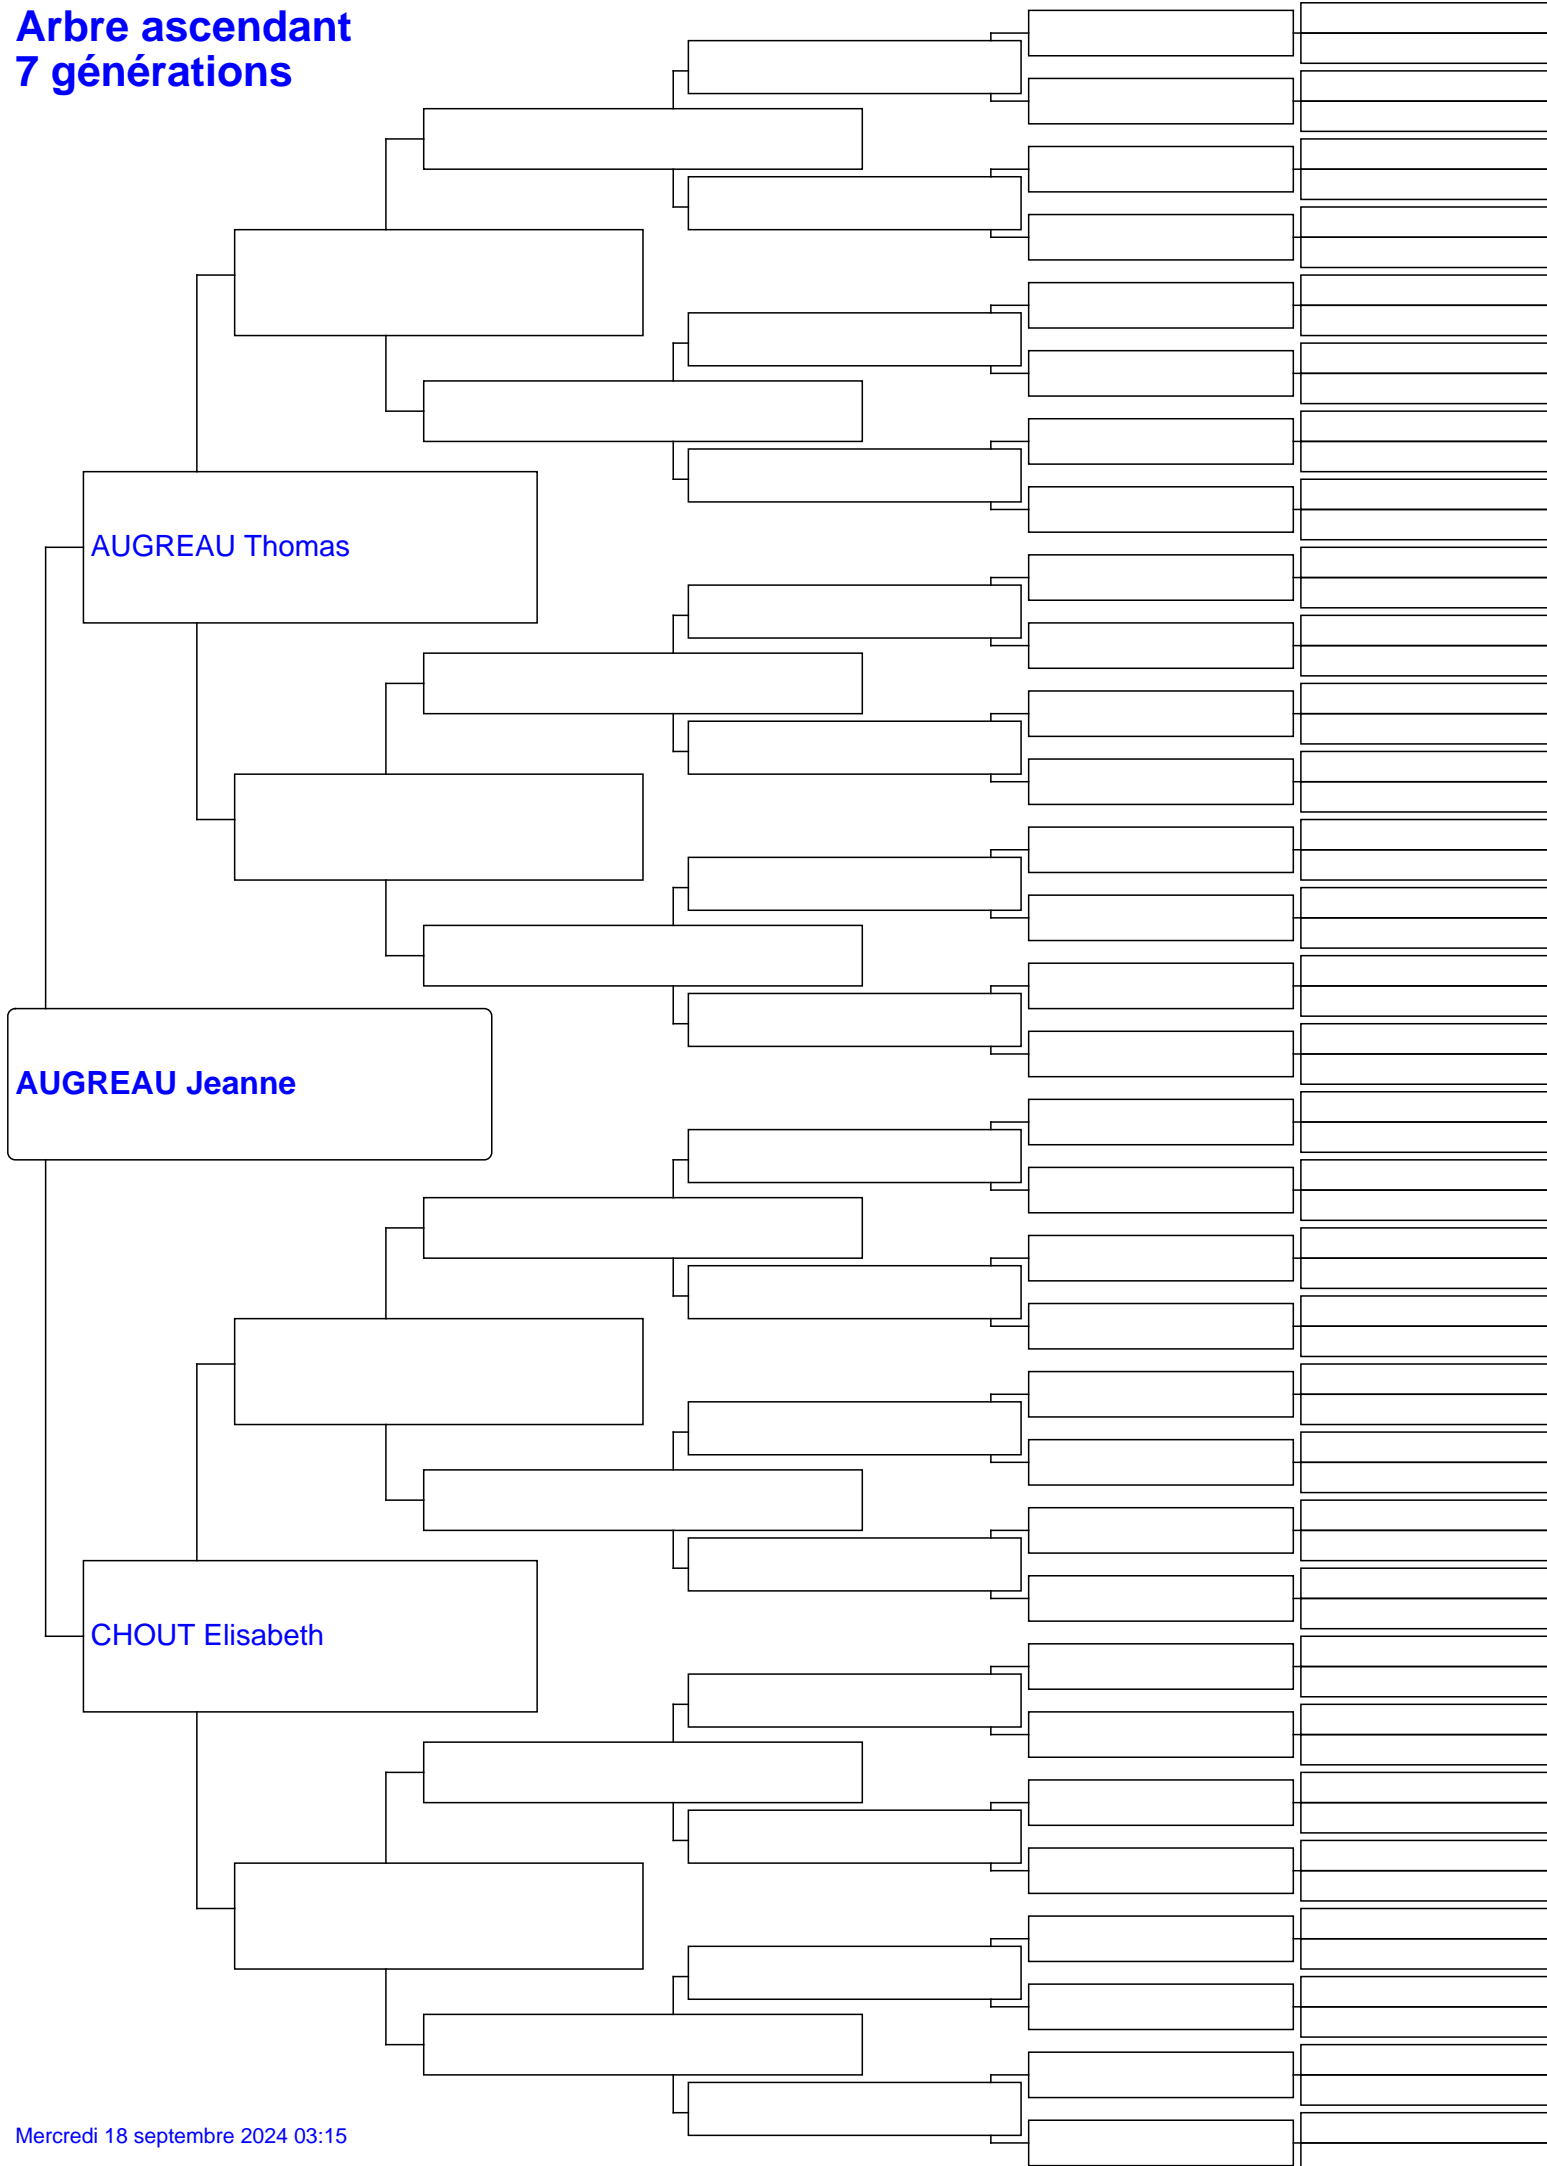 Arbre ascendant
7 générations
AUGREAU Thomas
AUGREAU Jeanne
CHOUT Elisabeth
Mercredi 18 septembre 2024 03:15